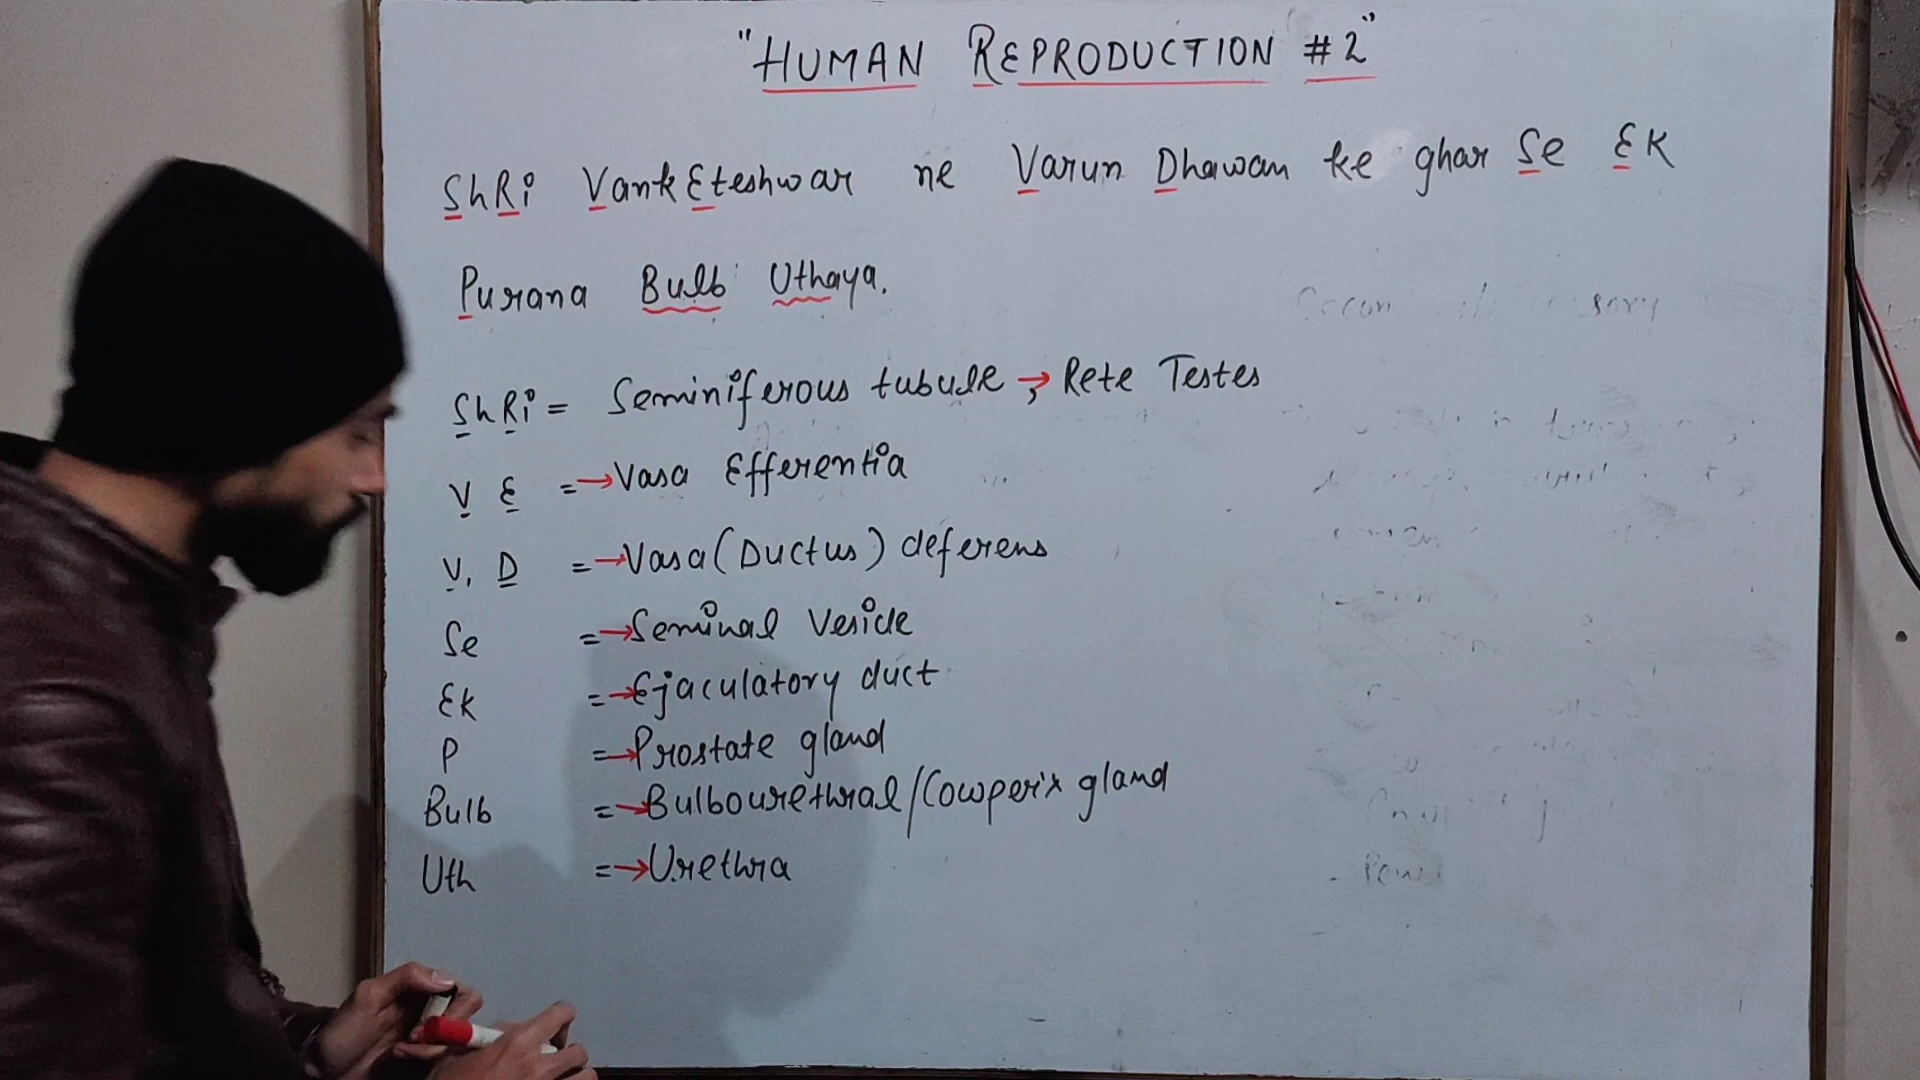 "HUMAN REPRODUCTION #2"
ShRi VankEteshwar ne Varun Dhawan ke ghar Se EK
Purana Bulb Uthaya.
ShRi = Seminiferous tubule → Rete Testes
V E = → Vasa Efferentia
V, D = → Vasa (Ductus) deferens
Se = → Seminal Vesicle
Ek = → Ejaculatory duct
P = → Prostate gland
Bulb = → Bulbourethral/Cowper's gland
Uth = → Urethra